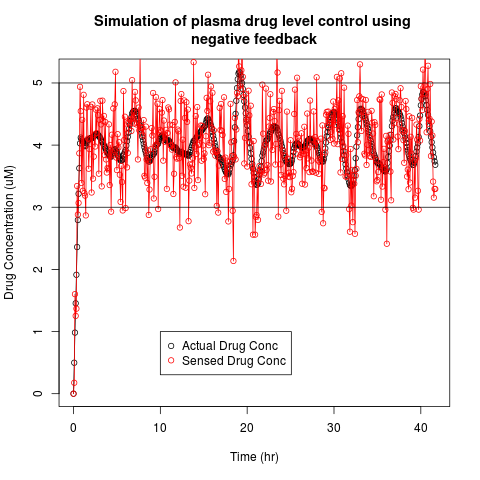 Simulation of plasma drug level control using
negative feedback
Drug Concentration (uM)
5
4
3
2
1
0
Actual Drug Conc
Sensed Drug Conc
0 10 20 30 40
Time (hr)